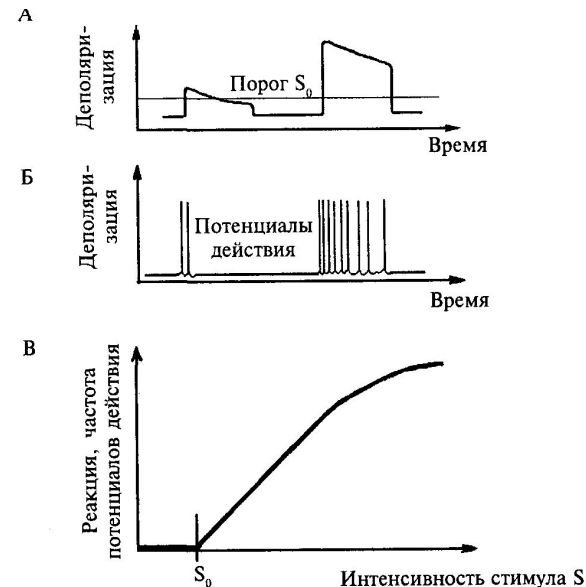 А
Деполяри-
зация
Порог S₀
Время
Б
Деполяри-
зация
Потенциалы
действия
Время
В
Реакция, частота
потенциалов действия
S₀
Интенсивность стимула S